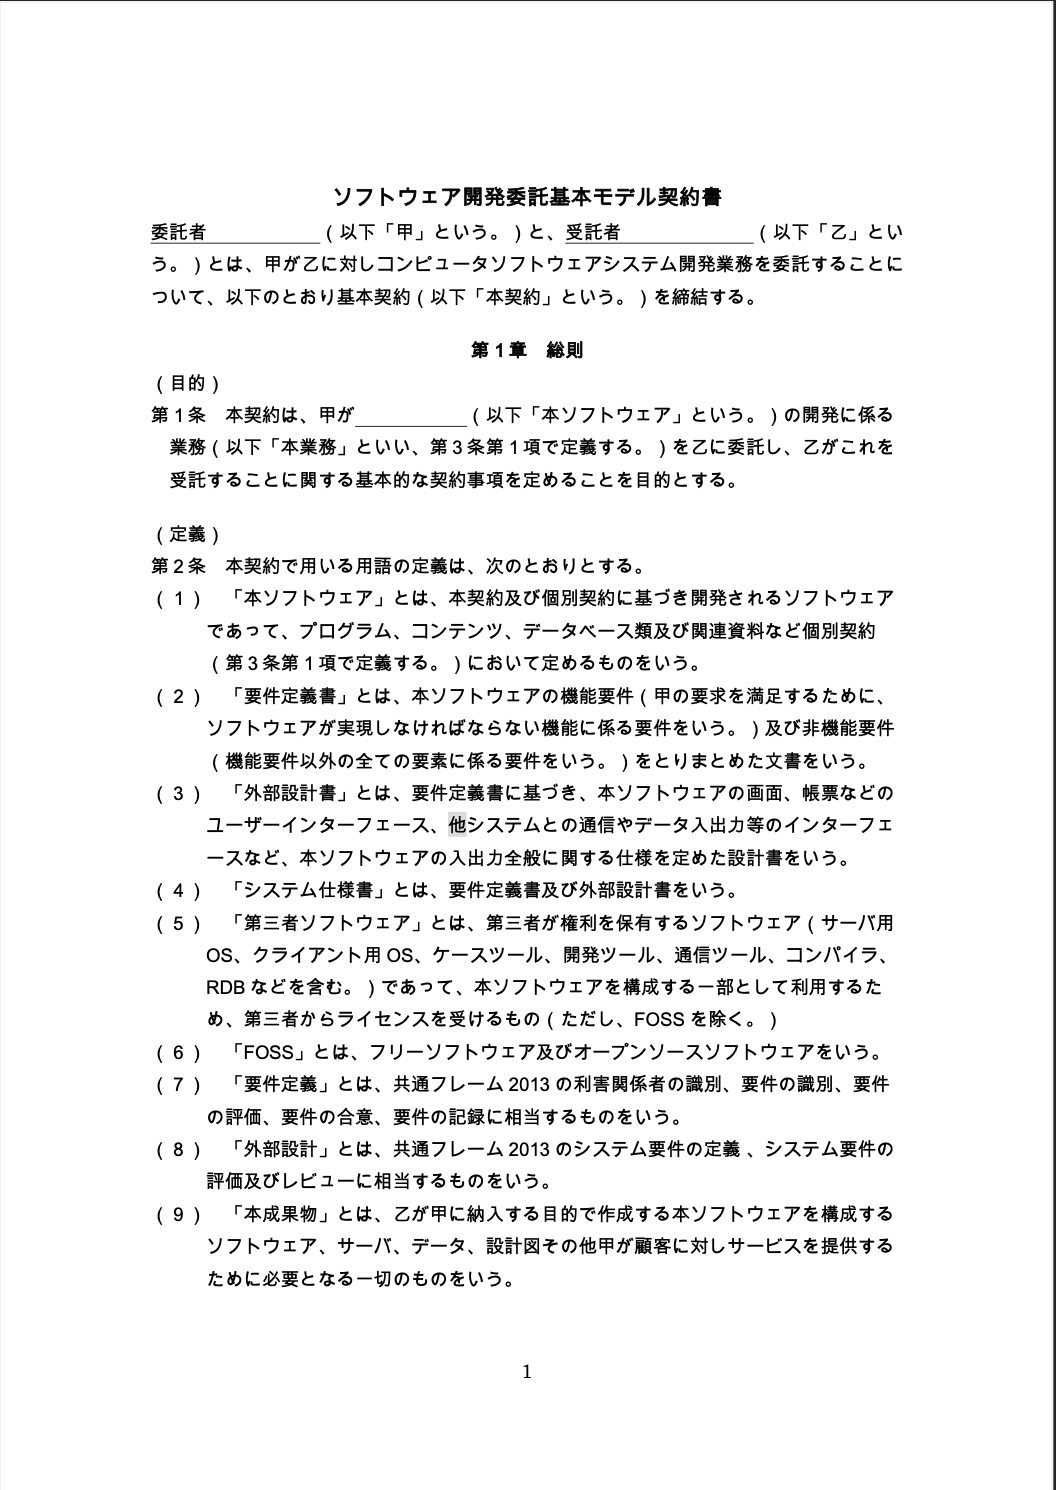 ソフトウェア開発委託基本モデル契約書
委託者____________（以下「甲」という。）と、受託者______________（以下「乙」とい
う。）とは、甲が乙に対しコンピュータソフトウェアシステム開発業務を委託することに
ついて、以下のとおり基本契約（以下「本契約」という。）を締結する。
第1章　総則
（目的）
第1条　本契約は、甲が____________（以下「本ソフトウェア」という。）の開発に係る
業務（以下「本業務」といい、第3条第1項で定義する。）を乙に委託し、乙がこれを
受託することに関する基本的な契約事項を定めることを目的とする。
（定義）
第2条　本契約で用いる用語の定義は、次のとおりとする。
（1）　「本ソフトウェア」とは、本契約及び個別契約に基づき開発されるソフトウェア
であって、プログラム、コンテンツ、データベース類及び関連資料など個別契約
（第3条第1項で定義する。）において定めるものをいう。
（2）　「要件定義書」とは、本ソフトウェアの機能要件（甲の要求を満足するために、
ソフトウェアが実現しなければならない機能に係る要件をいう。）及び非機能要件
（機能要件以外の全ての要素に係る要件をいう。）をとりまとめた文書をいう。
（3）　「外部設計書」とは、要件定義書に基づき、本ソフトウェアの画面、帳票などの
ユーザーインターフェース、他システムとの通信やデータ入出力等のインターフェ
ースなど、本ソフトウェアの入出力全般に関する仕様を定めた設計書をいう。
（4）　「システム仕様書」とは、要件定義書及び外部設計書をいう。
（5）　「第三者ソフトウェア」とは、第三者が権利を保有するソフトウェア（サーバ用
OS、クライアント用 OS、ケースツール、開発ツール、通信ツール、コンパイラ、
RDB などを含む。）であって、本ソフトウェアを構成する一部として利用するた
め、第三者からライセンスを受けるもの（ただし、FOSS を除く。）
（6）　「FOSS」とは、フリーソフトウェア及びオープンソースソフトウェアをいう。
（7）　「要件定義」とは、共通フレーム 2013 の利害関係者の識別、要件の識別、要件
の評価、要件の合意、要件の記録に相当するものをいう。
（8）　「外部設計」とは、共通フレーム 2013 のシステム要件の定義 、システム要件の
評価及びレビューに相当するものをいう。
（9）　「本成果物」とは、乙が甲に納入する目的で作成する本ソフトウェアを構成する
ソフトウェア、サーバ、データ、設計図その他甲が顧客に対しサービスを提供する
ために必要となる一切のものをいう。
1